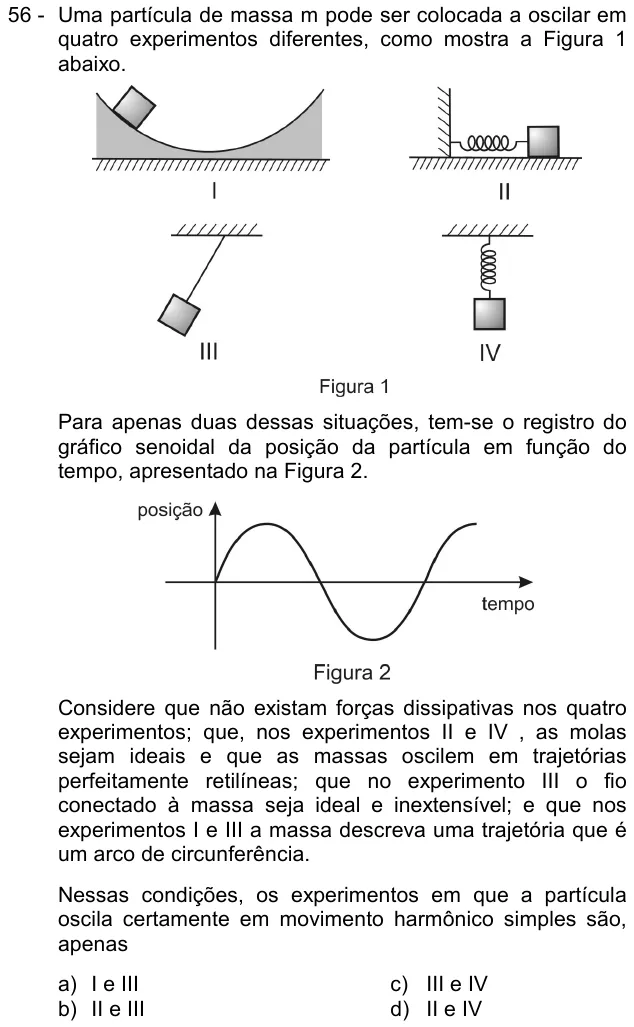 56 - Uma partícula de massa m pode ser colocada a oscilar em
quatro experimentos diferentes, como mostra a Figura 1
abaixo.
I
II
III
IV
Figura 1
Para apenas duas dessas situações, tem-se o registro do
gráfico senoidal da posição da partícula em função do
tempo, apresentado na Figura 2.
posição
tempo
Figura 2
Considere que não existam forças dissipativas nos quatro
experimentos; que, nos experimentos II e IV , as molas
sejam ideais e que as massas oscilem em trajetórias
perfeitamente retilíneas; que no experimento III o fio
conectado à massa seja ideal e inextensível; e que nos
experimentos I e III a massa descreva uma trajetória que é
um arco de circunferência.
Nessas condições, os experimentos em que a partícula
oscila certamente em movimento harmônico simples são,
apenas
a) I e III
c) III e IV
b) II e III
d) II e IV